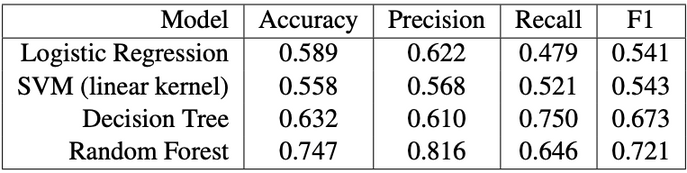 Model Accuracy Precision Recall F1
Logistic Regression 0.589 0.622 0.479 0.541
SVM (linear kernel) 0.558 0.568 0.521 0.543
Decision Tree 0.632 0.610 0.750 0.673
Random Forest 0.747 0.816 0.646 0.721